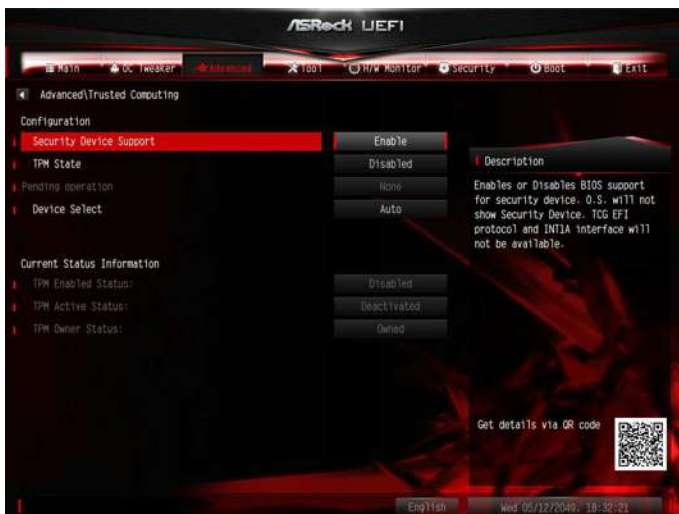 ASRock UEFI
Main OC Tweaker Advanced Tool H/W Monitor Security Boot Exit
Advanced\Trusted Computing
Configuration
Security Device Support Enable
TPM State Disabled
Pending operation None
Device Select Auto
Current Status Information
TPM Enabled Status: Disabled
TPM Active Status: Deactivated
TPM Owner Status: Owned
Description
Enables or Disables BIOS support
for security device. O.S. will not
show Security Device. TCG EFI
protocol and INT1A interface will
not be available.
Get details via QR code
English Wed 05/12/2049, 18:32:21